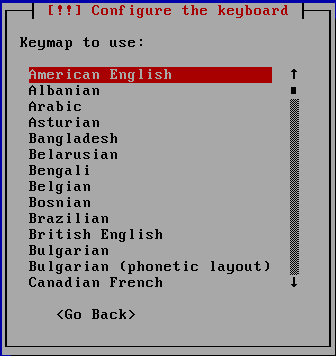 [!!] Configure the keyboard
Keymap to use:
American English
Albanian
Arabic
Asturian
Bangladesh
Belarusian
Bengali
Belgian
Bosnian
Brazilian
British English
Bulgarian
Bulgarian (phonetic layout)
Canadian French
<Go Back>